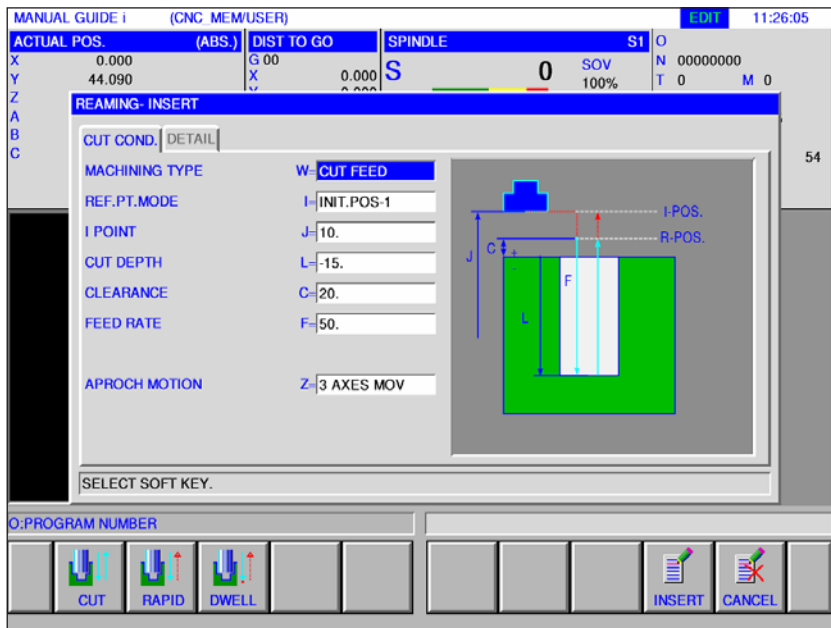 MANUAL GUIDE i (CNC_MEM/USER) EDIT 11:26:05
ACTUAL POS. (ABS.) DIST TO GO SPINDLE S1 O
X 0.000 G 00 S 0 SOV N 00000000
Y 44.090 X 0.000 100% T 0 M 0
Z
A
B
C 54
REAMING- INSERT
CUT COND. DETAIL
MACHINING TYPE W=CUT FEED
REF.PT.MODE I=INIT.POS-1
I POINT J=10.
CUT DEPTH L=-15.
CLEARANCE C=20.
FEED RATE F=50.
APROCH MOTION Z=3 AXES MOV
I-POS.
R-POS.
J
C
+
-
F
L
SELECT SOFT KEY.
O:PROGRAM NUMBER
CUT RAPID DWELL INSERT CANCEL